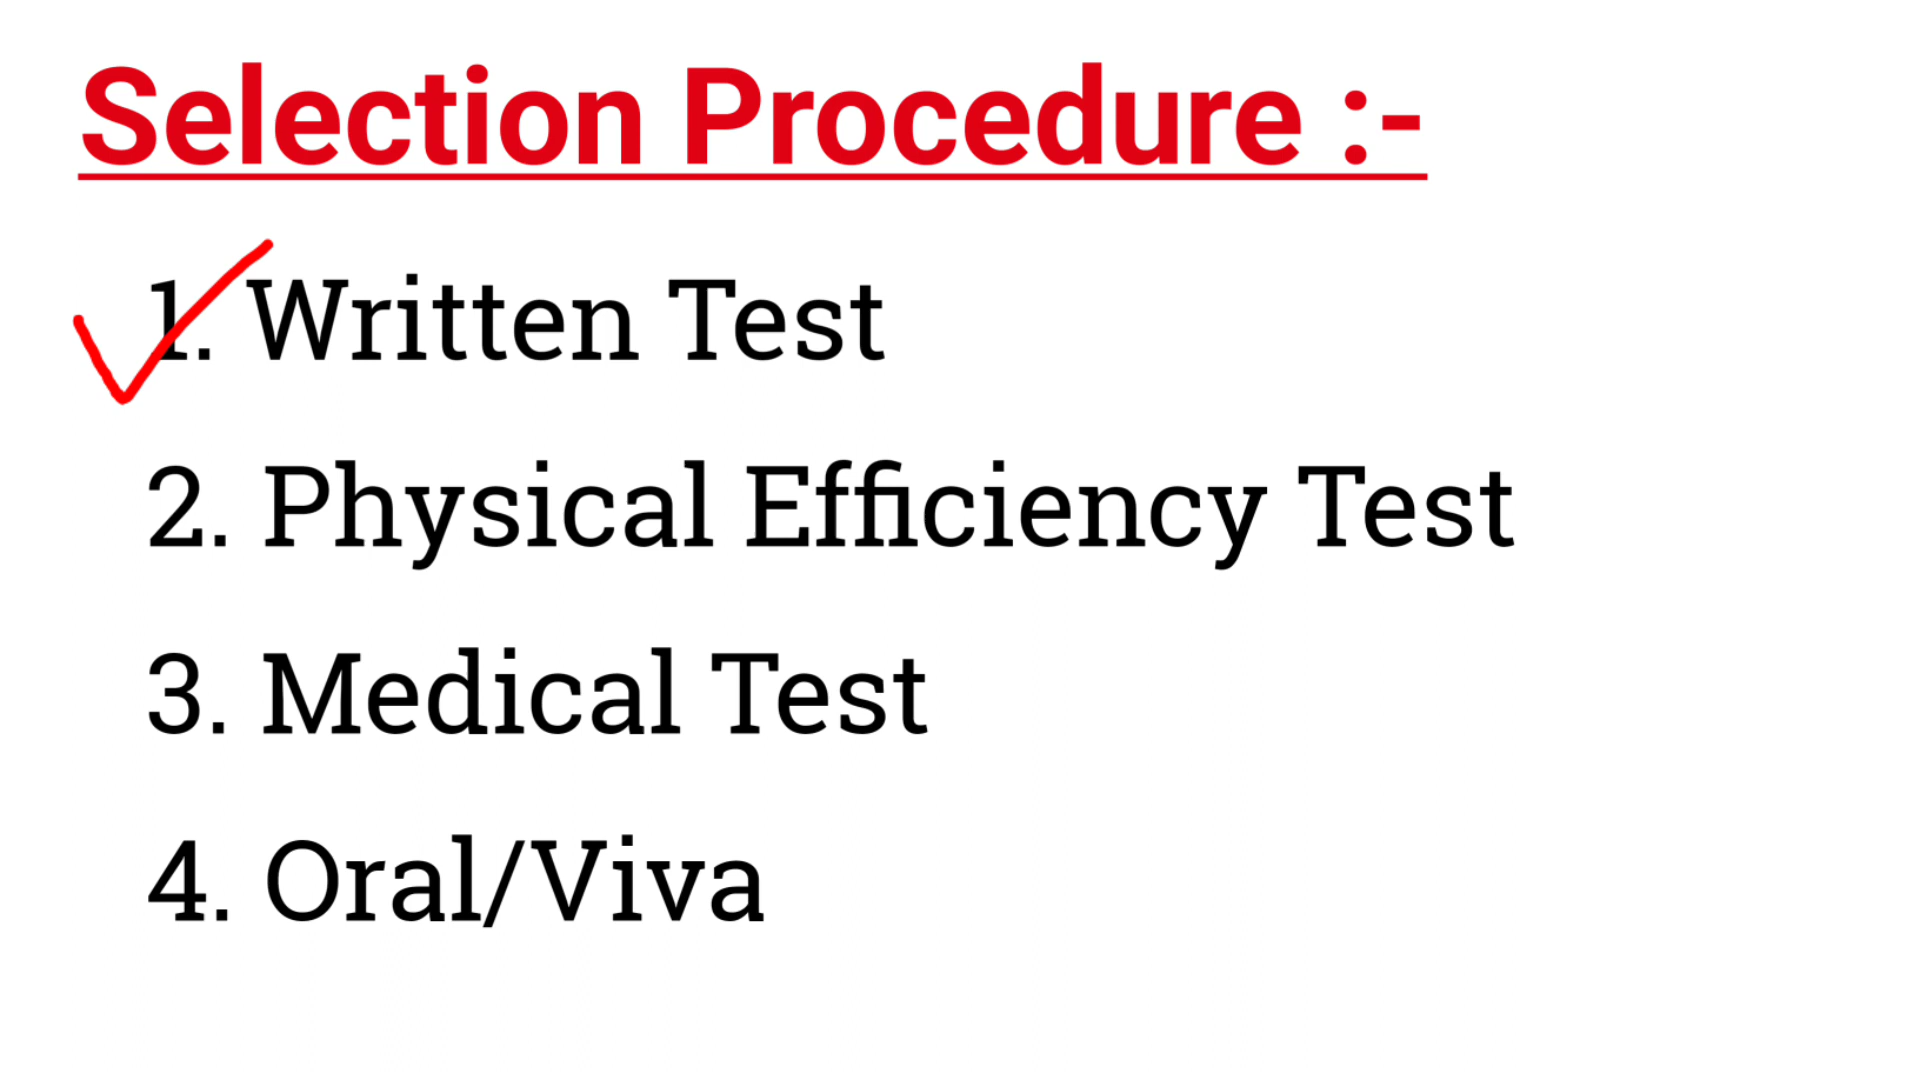 Selection Procedure :-
1. Written Test
2. Physical Efficiency Test
3. Medical Test
4. Oral/Viva